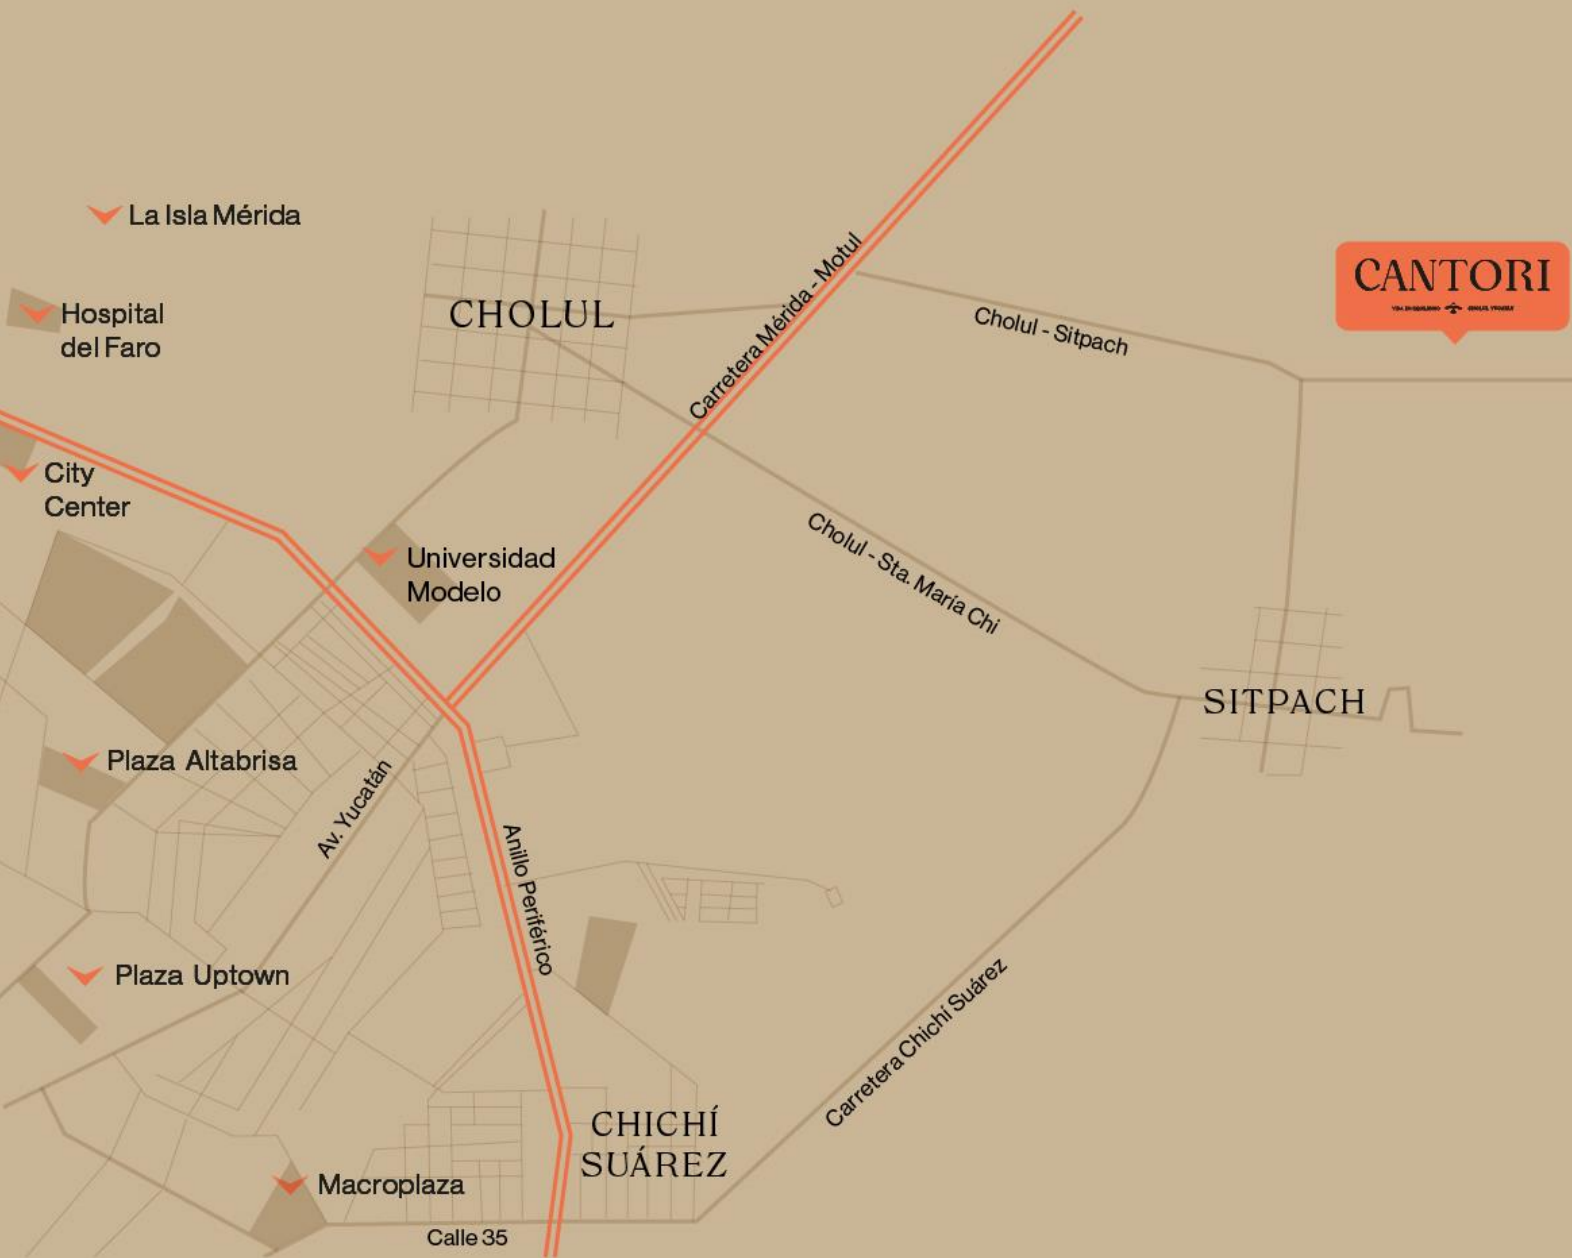 La Isla Mérida
Hospital
del Faro
CHOLUL
Carretera Mérida - Motul
Cholul - Sitpach
CANTORI
City
Center
Universidad
Modelo
Cholul - Sta. María Chi
SITPACH
Plaza Altabrisa
Av. Yucatán
Anillo Periférico
Plaza Uptown
Carretera Chichí Suárez
CHICHÍ
SUÁREZ
Macroplaza
Calle 35